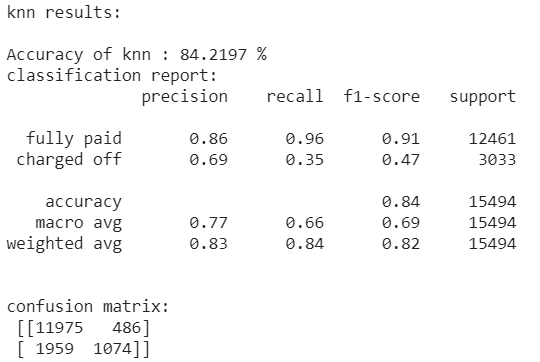 knn results:
Accuracy of knn : 84.2197 %
classification report:
precision recall f1-score support
fully paid 0.86 0.96 0.91 12461
charged off 0.69 0.35 0.47 3033
accuracy 0.84 15494
macro avg 0.77 0.66 0.69 15494
weighted avg 0.83 0.84 0.82 15494
confusion matrix:
[[11975 486]
[ 1959 1074]]